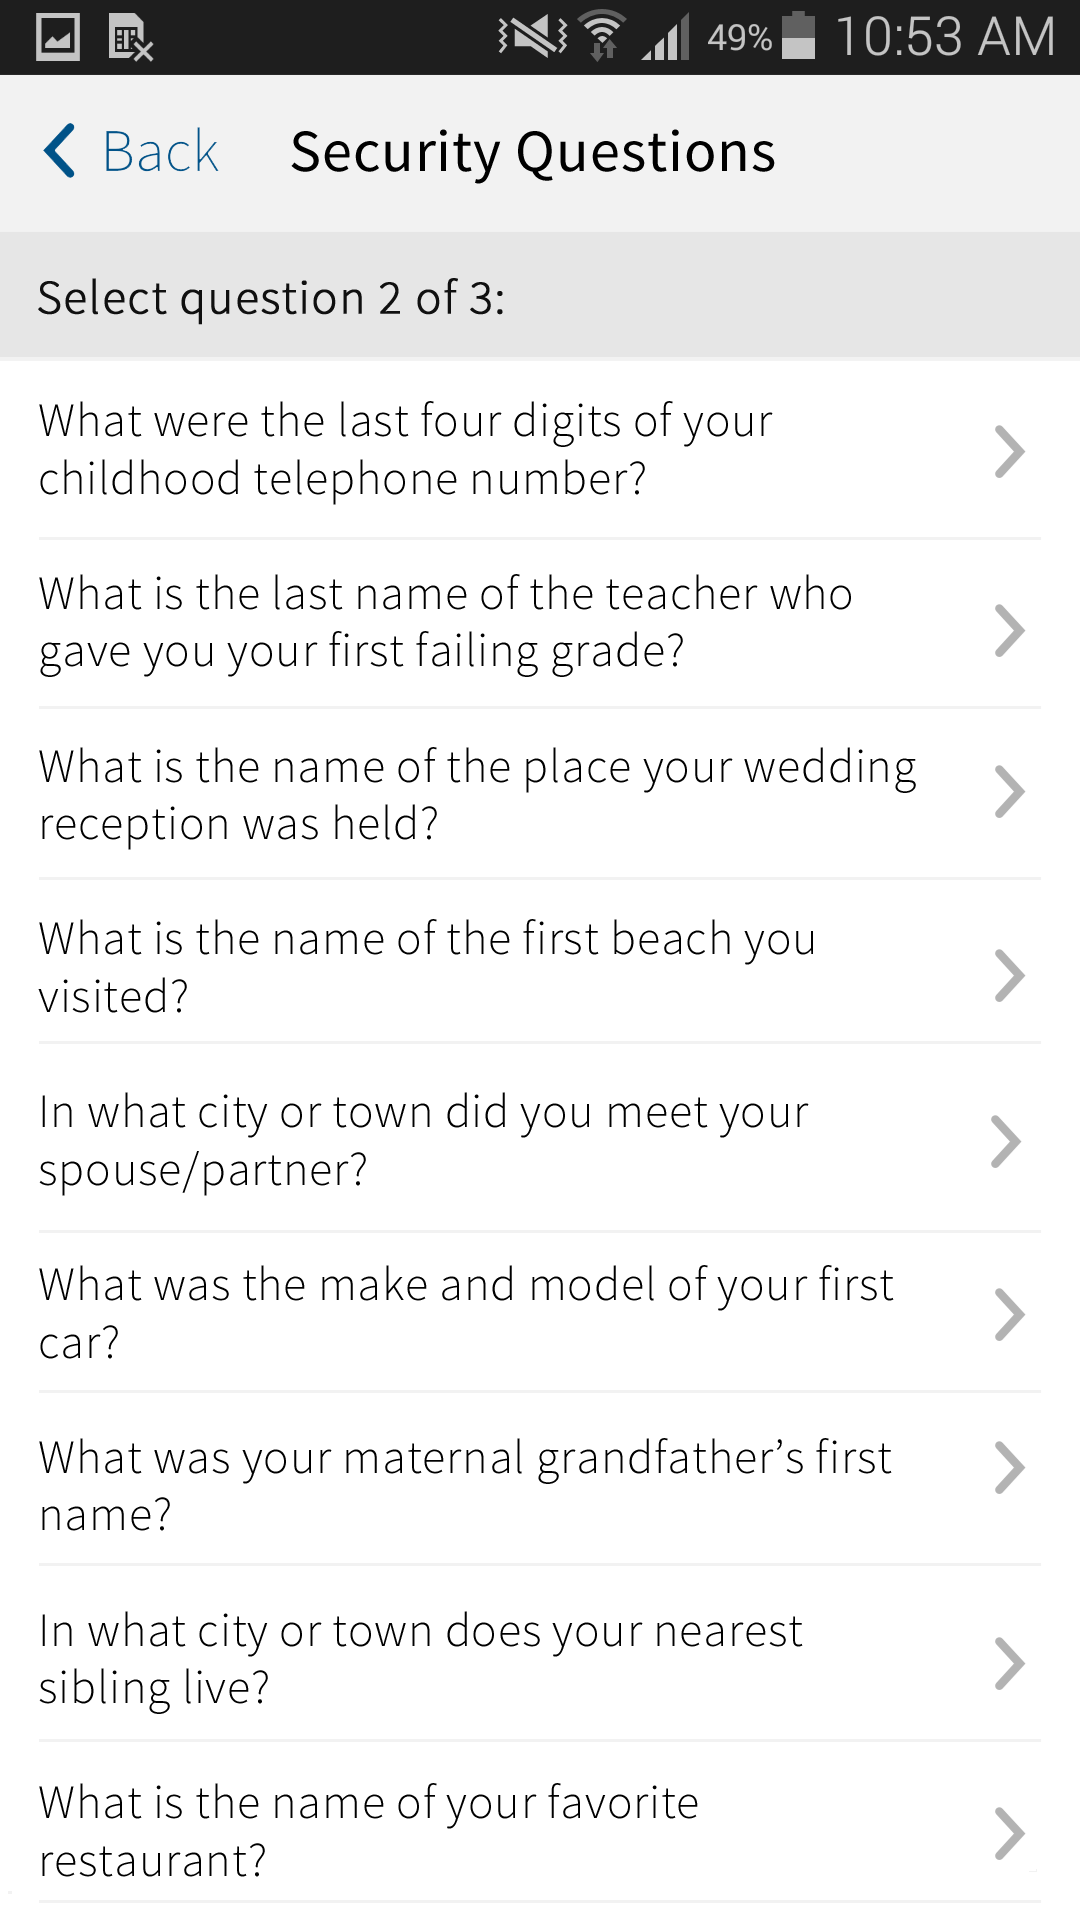 49% 10:53 AM
Back Security Questions
Select question 2 of 3:
What were the last four digits of your
childhood telephone number?
What is the last name of the teacher who
gave you your first failing grade?
What is the name of the place your wedding
reception was held?
What is the name of the first beach you
visited?
In what city or town did you meet your
spouse/partner?
What was the make and model of your first
car?
What was your maternal grandfather’s first
name?
In what city or town does your nearest
sibling live?
What is the name of your favorite
restaurant?